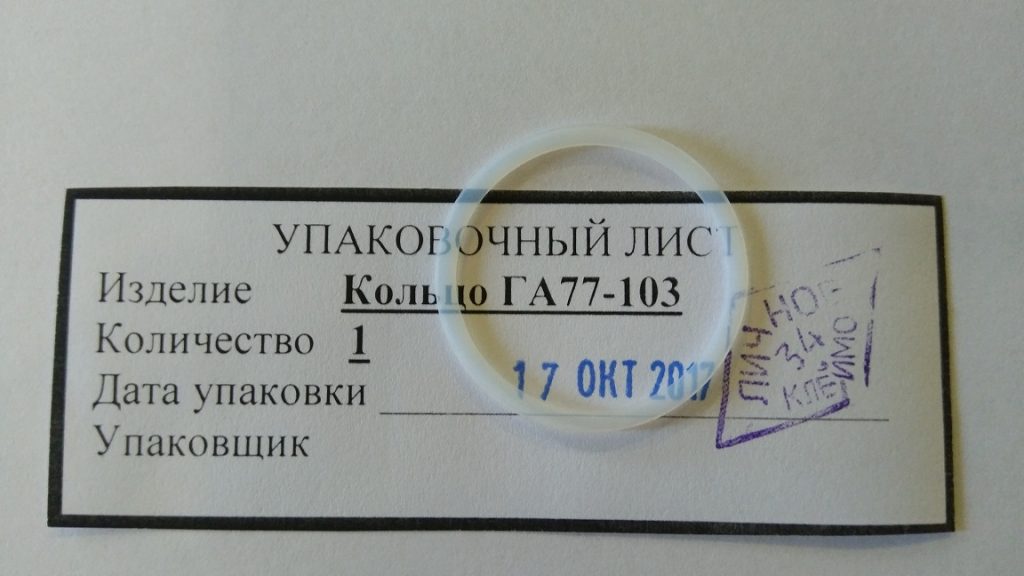 УПАКОВОЧНЫЙ ЛИСТ
Изделие Кольцо ГА77-103
Количество 1
Дата упаковки 17 ОКТ 2017
Упаковщик
ЛИЧНОЕ
34
КЛЕЙМО